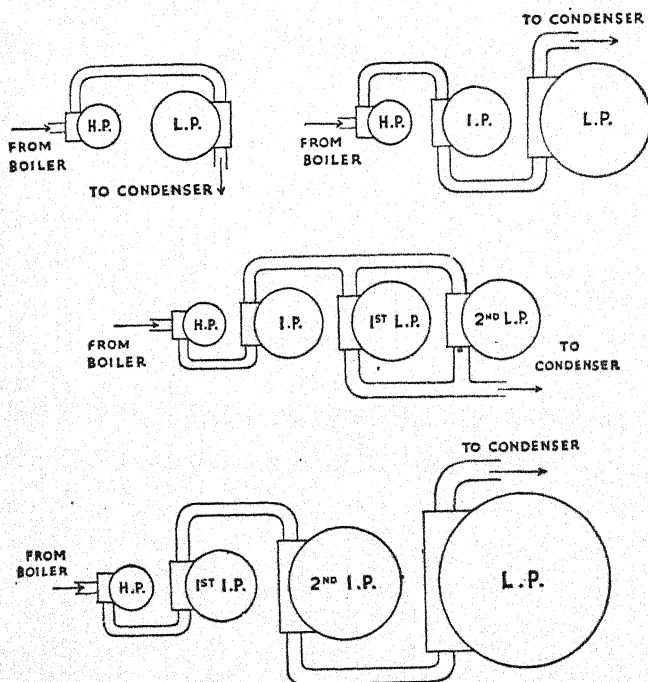 H.P.
L.P.
FROM
BOILER
TO CONDENSER
H.P.
I.P.
L.P.
FROM
BOILER
TO CONDENSER
H.P.
I.P.
1ST L.P.
2ND L.P.
FROM
BOILER
TO
CONDENSER
TO CONDENSER
FROM
BOILER
H.P.
1ST I.P.
2ND I.P.
L.P.